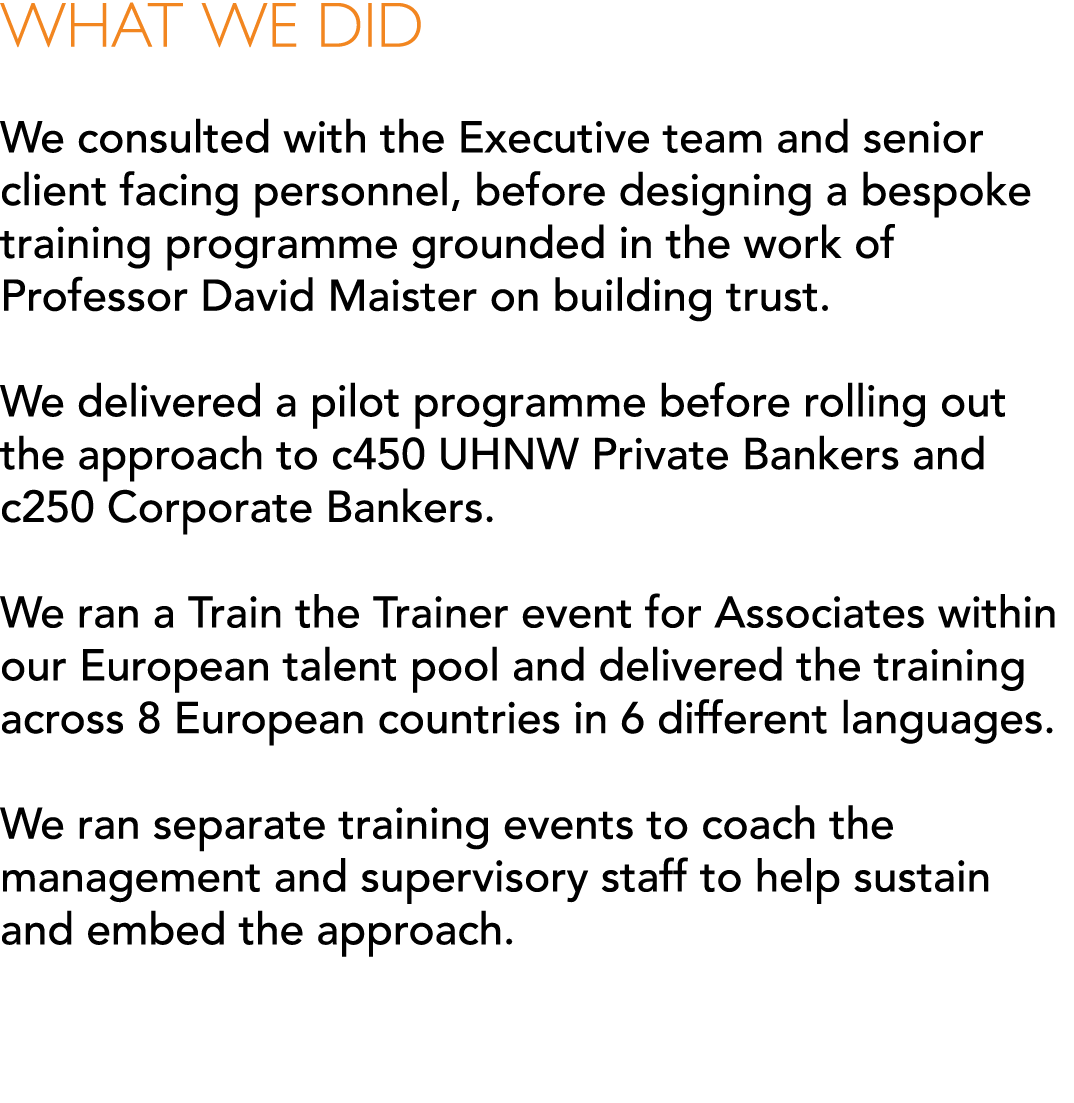 WHAT WE DID
We consulted with the Executive team and senior
client facing personnel, before designing a bespoke
training programme grounded in the work of
Professor David Maister on building trust.
We delivered a pilot programme before rolling out
the approach to c450 UHNW Private Bankers and
c250 Corporate Bankers.
We ran a Train the Trainer event for Associates within
our European talent pool and delivered the training
across 8 European countries in 6 different languages.
We ran separate training events to coach the
management and supervisory staff to help sustain
and embed the approach.